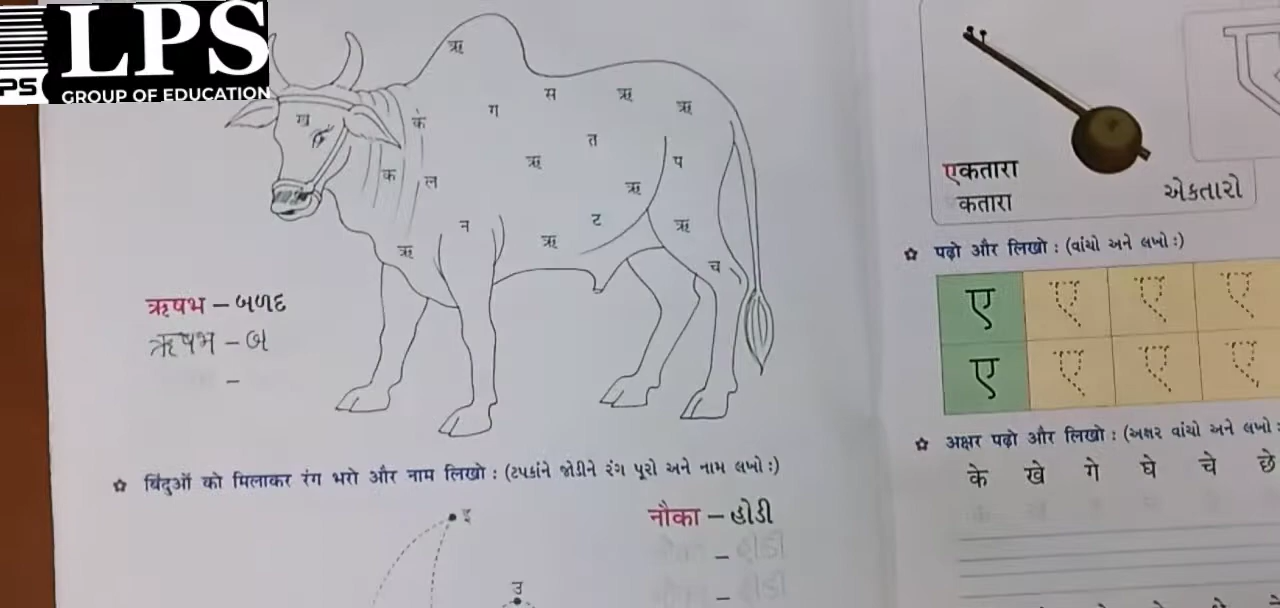 LPS
PS
GROUP OF EDUCATION
ऋ
ऋ
स
ऋ
ग
ख
कं
त
ऋ
प
क
ल
ऋ
न
ट
ऋ
ऋ
ऋ
च
ऋषभ – બળદ
ऋषभ – બ
–
☆ बिंदुओं को मिलाकर रंग भरो और नाम लिखो : (ટપકાંને જોડીને રંગ પૂરો અને નામ લખો :)
इ
नौका – હોડી
नौका – હોડી
नौका – હોડી
उ
एकतारा
कतारा
એકતારો
ए
☆ पढ़ो और लिखो : (વાંચો અને લખો :)
ए ए ए ए
ए ए ए ए
☆ अक्षर पढ़ो और लिखो : (અક્ષર વાંચો અને લખો :
के खे गे घे चे छे